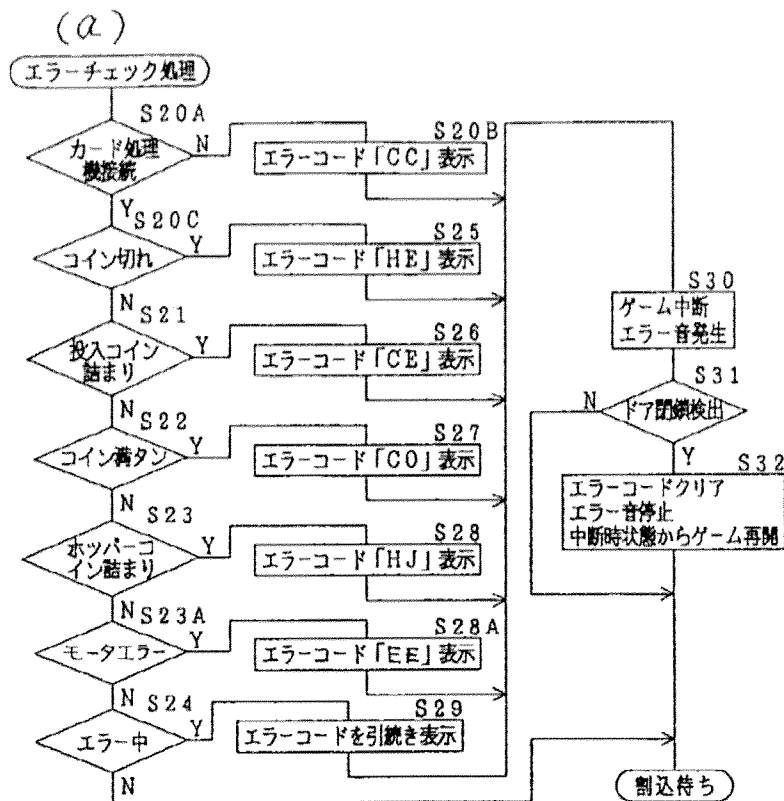 (a)
エラーチェック処理
S20A
カード処理
機接続
N
Y
S20B
エラーコード「CC」表示
S20C
コイン切れ
Y
N
S25
エラーコード「HE」表示
S21
投入コイン
詰まり
Y
N
S26
エラーコード「CE」表示
S22
コイン満タン
Y
N
S27
エラーコード「CO」表示
S23
ホッパーコ
イン詰まり
Y
N
S28
エラーコード「HJ」表示
S23A
モータエラー
Y
N
S28A
エラーコード「EE」表示
S24
エラー中
Y
N
S29
エラーコードを引続き表示
S30
ゲーム中断
エラー音発生
S31
ドア閉鎖検出
N
Y
S32
エラーコードクリア
エラー音停止
中断時状態からゲーム再開
割込待ち